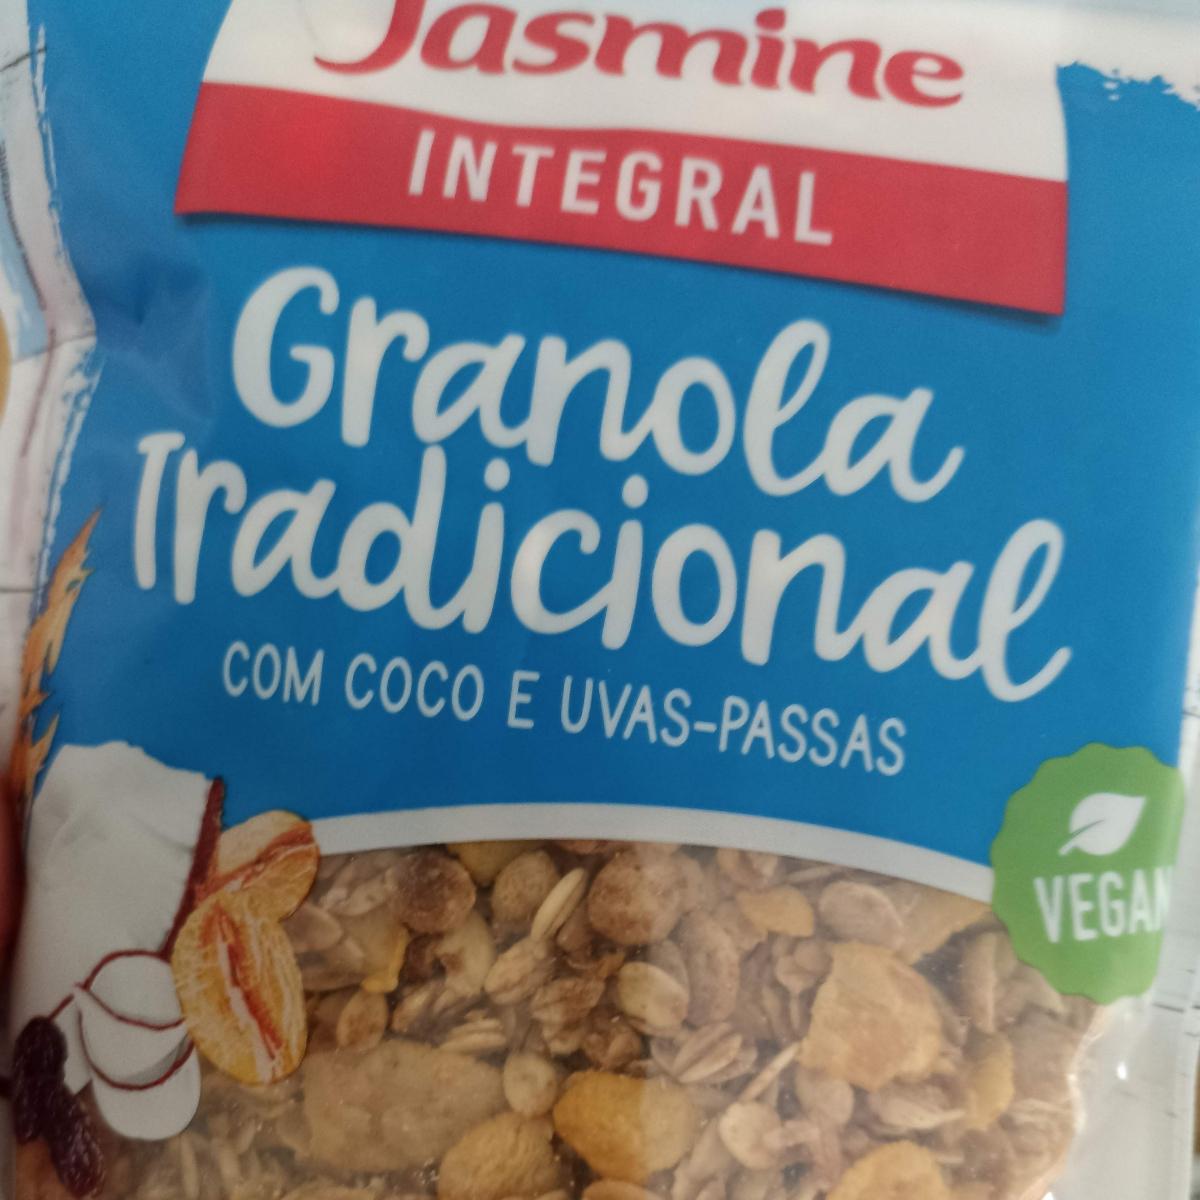 Jasmine
INTEGRAL
Granola
Tradicional
COM COCO E UVAS-PASSAS
VEGAN